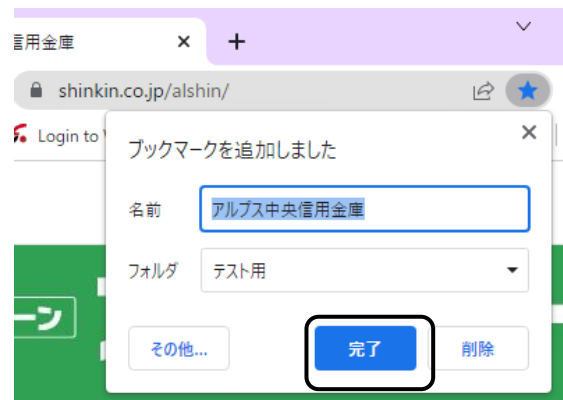 信用金庫
shinkin.co.jp/alshin/
Login to
ブックマークを追加しました
名前
アルプス中央信用金庫
フォルダ
テスト用
ーン
その他...
完了
削除